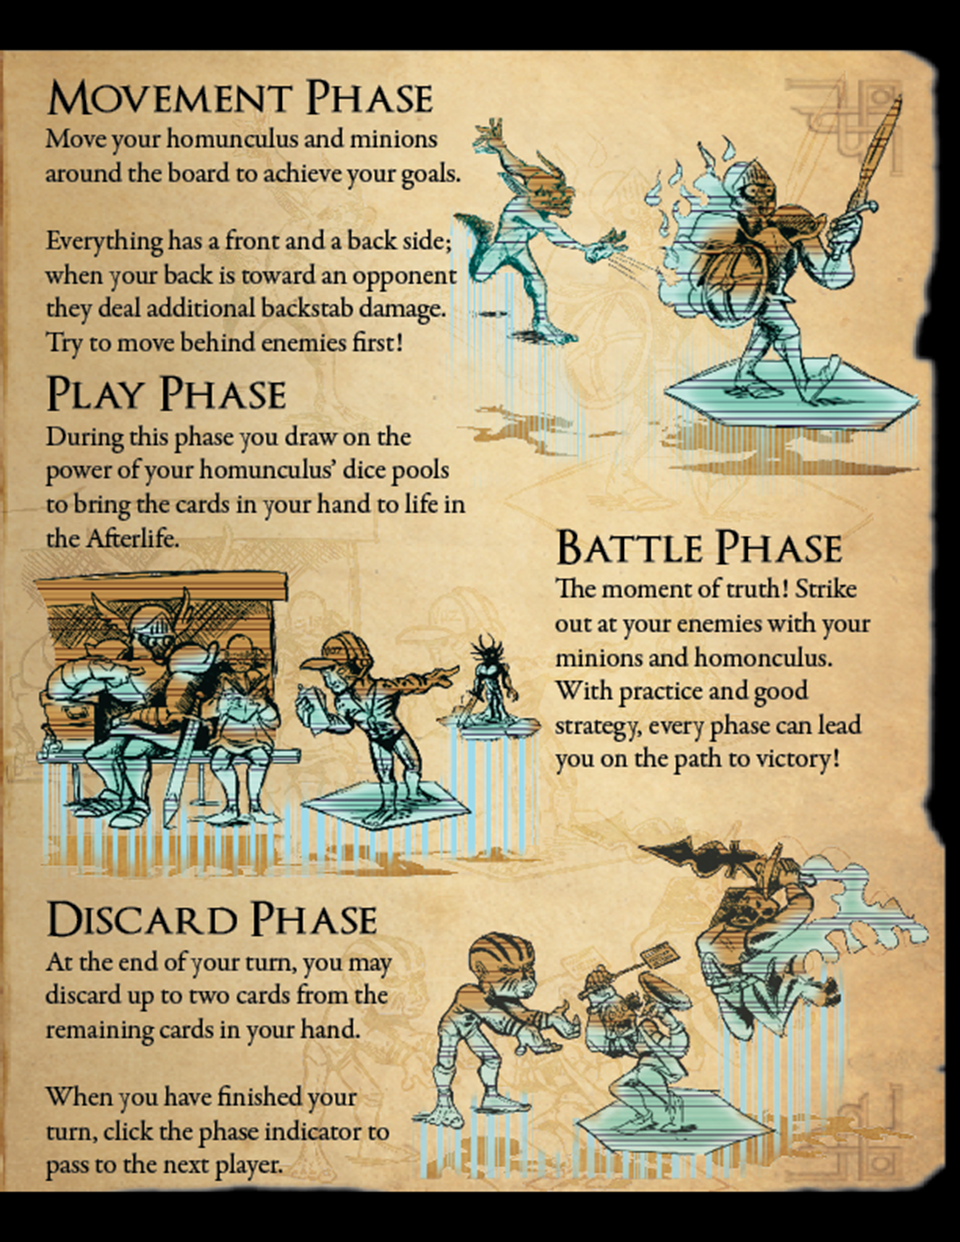 Movement Phase
Move your homunculus and minions
around the board to achieve your goals.
Everything has a front and a back side;
when your back is toward an opponent
they deal additional backstab damage.
Try to move behind enemies first!
Play Phase
During this phase you draw on the
power of your homunculus' dice pools
to bring the cards in your hand to life in
the Afterlife.
Battle Phase
The moment of truth! Strike
out at your enemies with your
minions and homonculus.
With practice and good
strategy, every phase can lead
you on the path to victory!
Discard Phase
At the end of your turn, you may
discard up to two cards from the
remaining cards in your hand.
When you have finished your
turn, click the phase indicator to
pass to the next player.